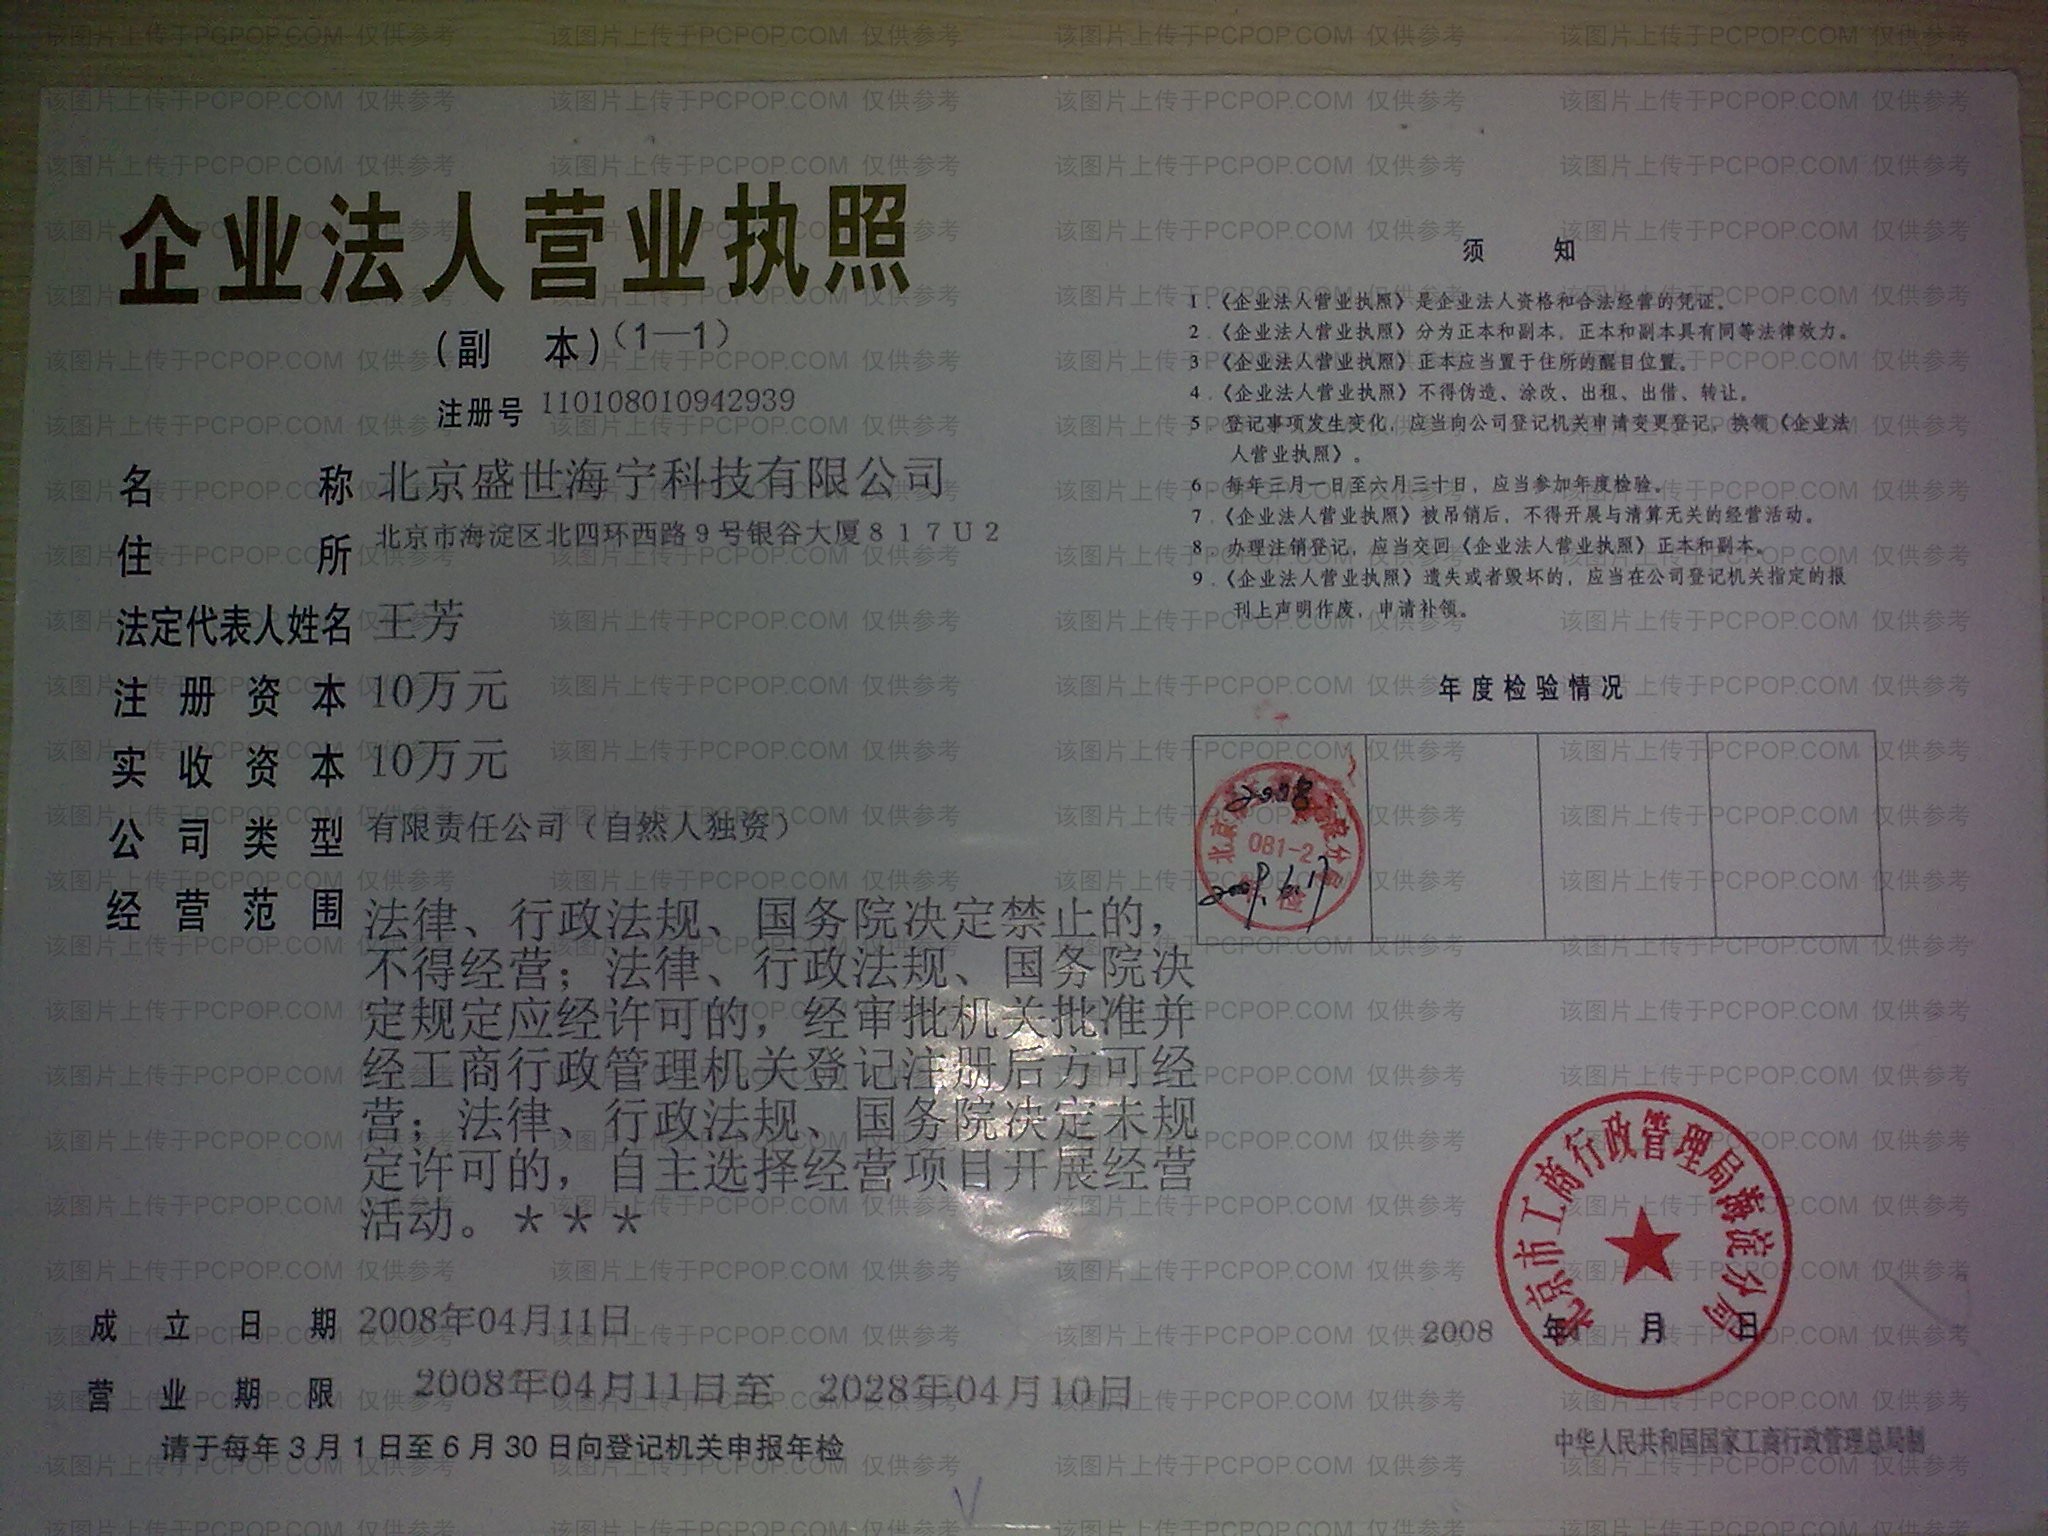 企业法人营业执照
(副 本)(1—1)
注册号 110108010942939
名 称 北京盛世海宁科技有限公司
住 所 北京市海淀区北四环西路9号银谷大厦817U2
法定代表人姓名 王芳
注册资本 10万元
实收资本 10万元
公司类型 有限责任公司（自然人独资）
经营范围 法律、行政法规、国务院决定禁止的，
不得经营；法律、行政法规、国务院决
定规定应经许可的，经审批机关批准并
经工商行政管理机关登记注册后方可经
营；法律、行政法规、国务院决定未规
定许可的，自主选择经营项目开展经营
活动。＊＊＊
成立日期 2008年04月11日
营业期限 2008年04月11日至 2028年04月10日
请于每年3月1日至6月30日向登记机关申报年检
须 知
1.《企业法人营业执照》是企业法人资格和合法经营的凭证。
2.《企业法人营业执照》分为正本和副本，正本和副本具有同等法律效力。
3.《企业法人营业执照》正本应当置于住所的醒目位置。
4.《企业法人营业执照》不得伪造、涂改、出租、出借、转让。
5.登记事项发生变化，应当向公司登记机关申请变更登记，换领《企业法
人营业执照》。
6.每年三月一日至六月三十日，应当参加年度检验。
7.《企业法人营业执照》被吊销后，不得开展与清算无关的经营活动。
8.办理注销登记，应当交回《企业法人营业执照》正本和副本。
9.《企业法人营业执照》遗失或者毁坏的，应当在公司登记机关指定的报
刊上声明作废，申请补领。
年度检验情况
2008
081-2
2009.6.17
北京市工商行政管理局海淀分局
2008 年 月 日
中华人民共和国国家工商行政管理总局制
该图片上传于PCPOP.COM 仅供参考